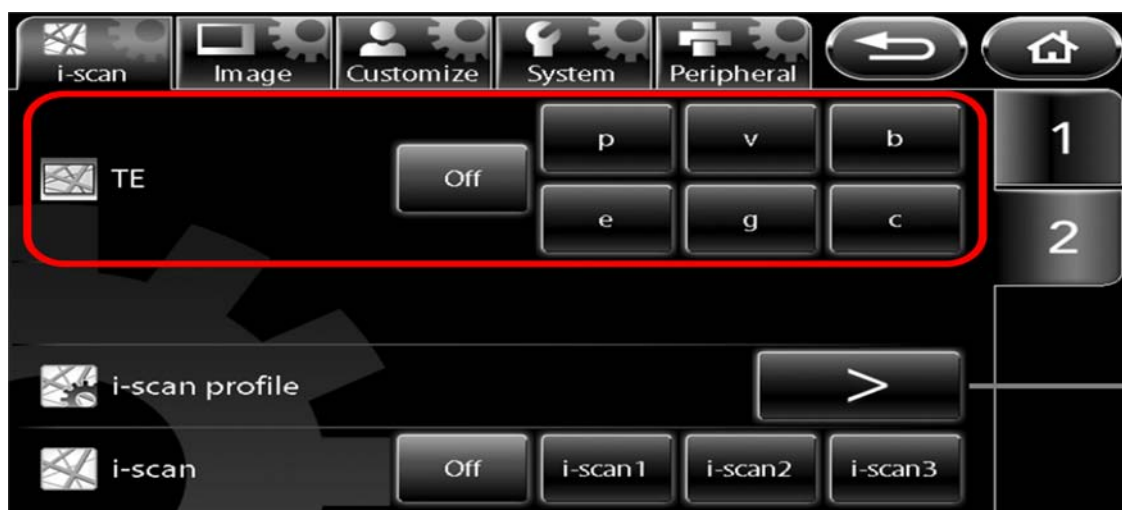 i-scan Image Customize System Peripheral
p v b 1
TE Off
e g c 2
i-scan profile >
i-scan Off i-scan1 i-scan2 i-scan3